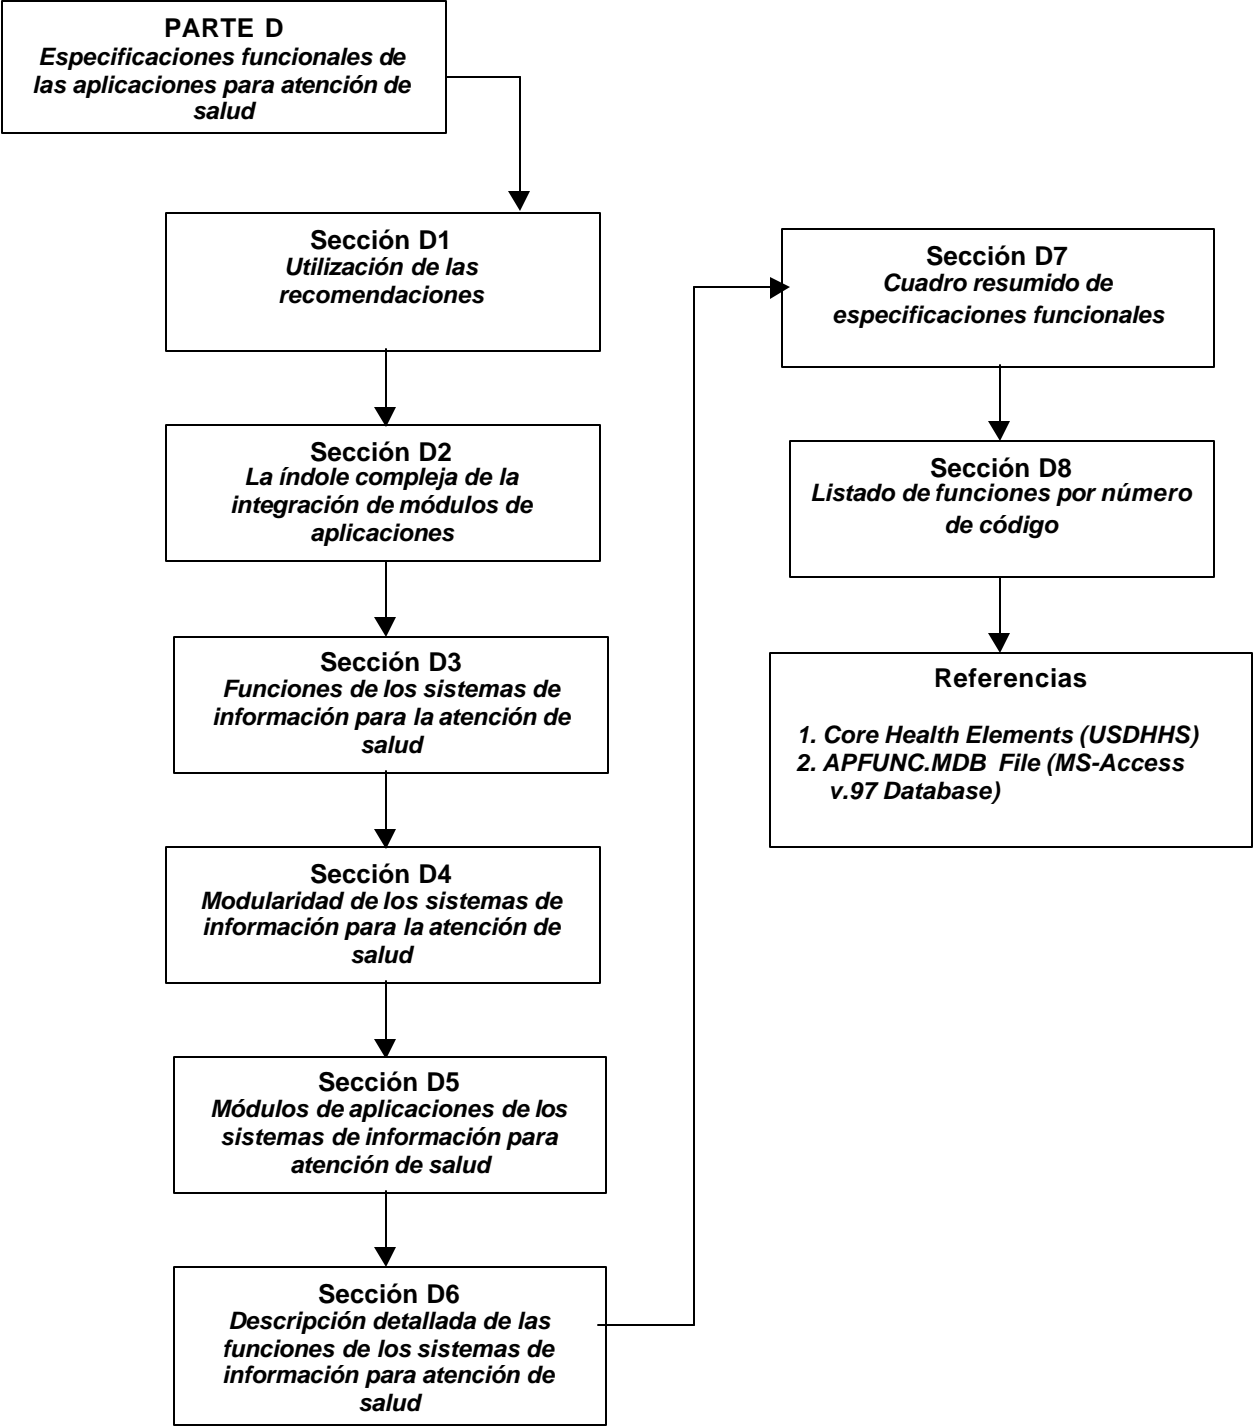 PARTE D
Especificaciones funcionales de
las aplicaciones para atención de
salud
Sección D1
Utilización de las
recomendaciones
Sección D2
La índole compleja de la
integración de módulos de
aplicaciones
Sección D3
Funciones de los sistemas de
información para la atención de
salud
Sección D4
Modularidad de los sistemas de
información para la atención de
salud
Sección D5
Módulos de aplicaciones de los
sistemas de información para
atención de salud
Sección D6
Descripción detallada de las
funciones de los sistemas de
información para atención de
salud
Sección D7
Cuadro resumido de
especificaciones funcionales
Sección D8
Listado de funciones por número
de código
Referencias
1. Core Health Elements (USDHHS)
2. APFUNC.MDB File (MS-Access
v.97 Database)